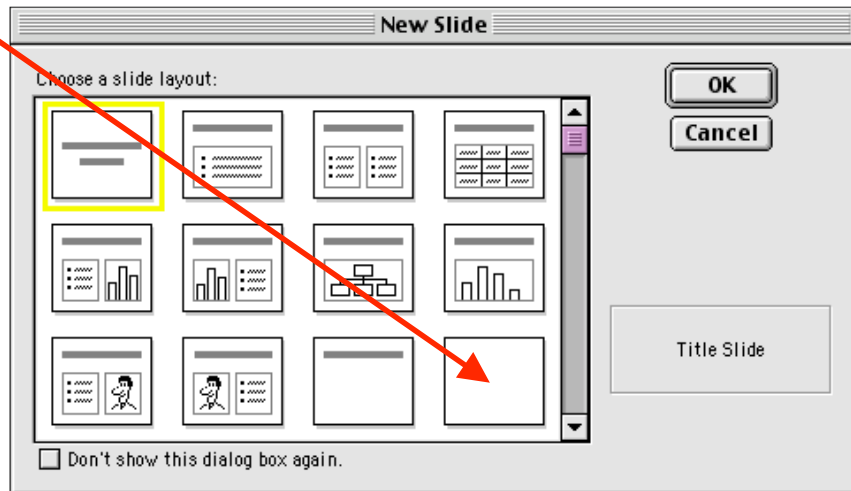 New Slide
Choose a slide layout:
OK
Cancel
Title Slide
Don't show this dialog box again.